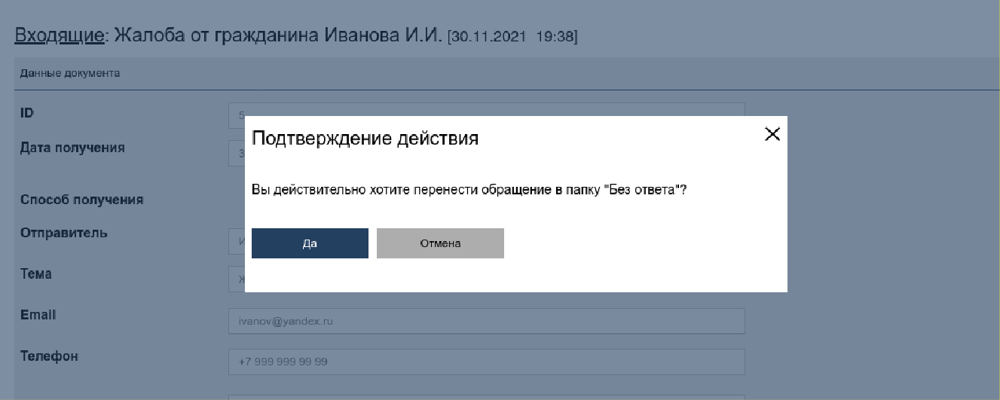 Входящие: Жалоба от гражданина Иванова И.И. [30.11.2021 19:38]
Данные документа
ID
5
Подтверждение действия
Дата получения
3
Вы действительно хотите перенести обращение в папку "Без ответа"?
Способ получения
Отправитель
И
Да
Отмена
Тема
Ж
Email
ivanov@yandex.ru
Телефон
+7 999 999 99 99